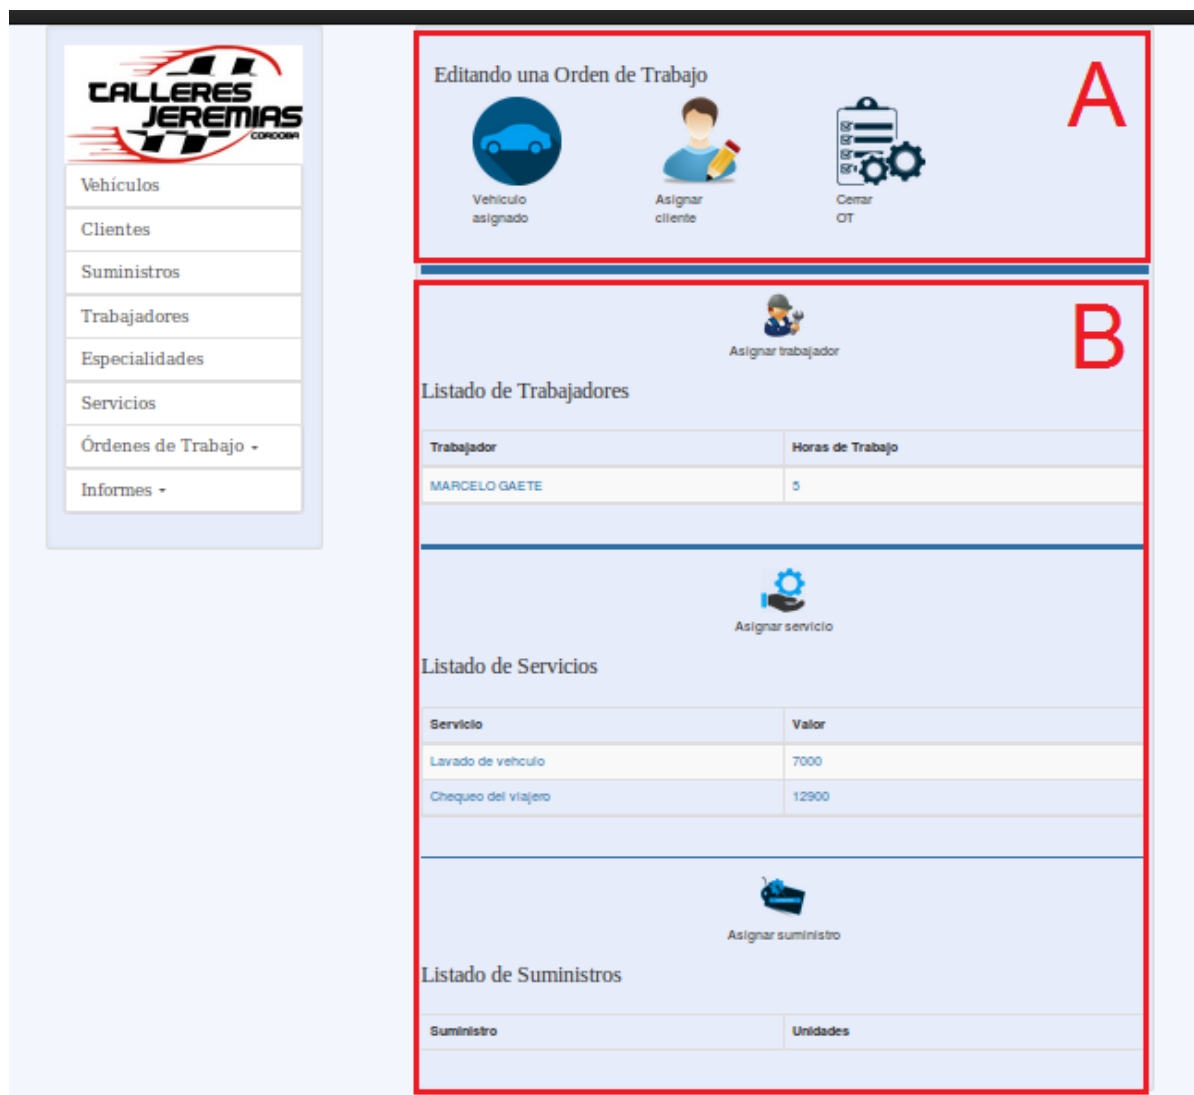 TALLERES
JEREMIAS
CORDOBA
Vehículos
Clientes
Suministros
Trabajadores
Especialidades
Servicios
Órdenes de Trabajo
Informes
A
Editando una Orden de Trabajo
Vehiculo
asignado
Asignar
cliente
Cerrar
OT
B
Asignar trabajador
Listado de Trabajadores
Trabajador Horas de Trabajo
MARCELO GAETE 5
Asignar servicio
Listado de Servicios
Servicio Valor
Lavado de vehculo 7000
Chequeo del viajero 12900
Asignar suministro
Listado de Suministros
Suministro Unidades